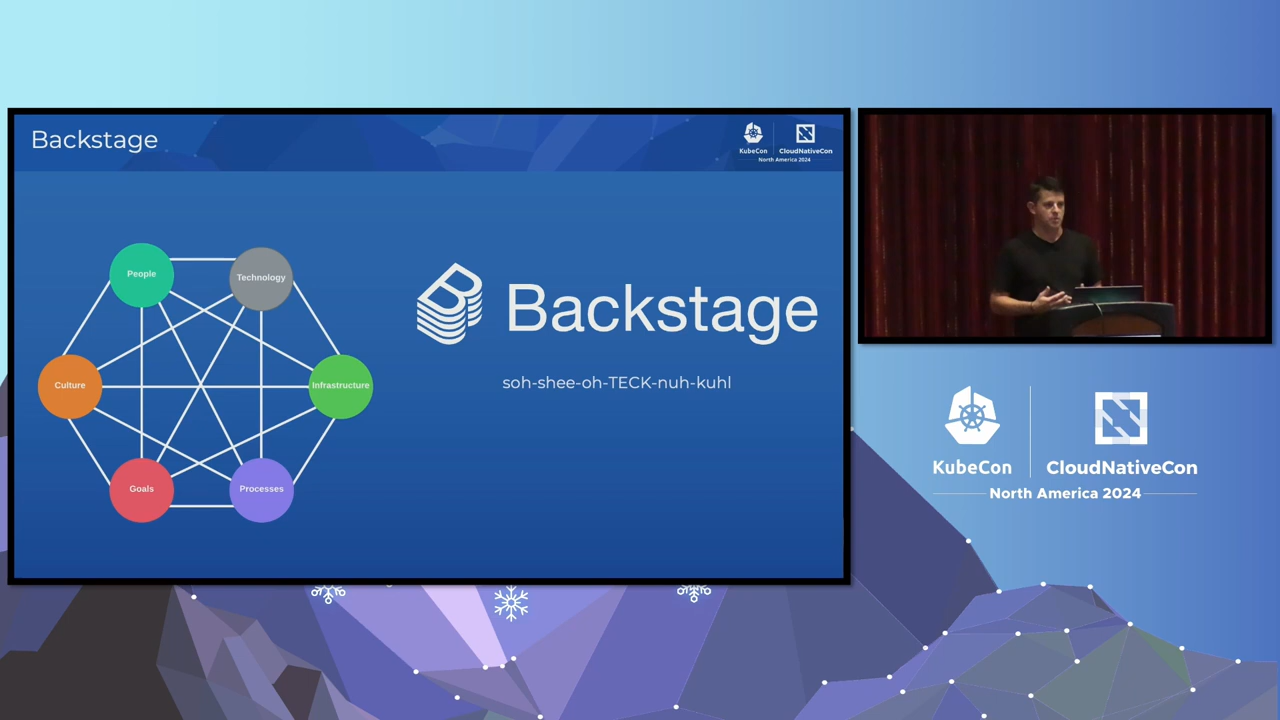 Backstage
KubeCon
CloudNativeCon
North America 2024
People
Technology
Culture
Infrastructure
Goals
Processes
Backstage
soh-shee-oh-TECK-nuh-kuhl
KubeCon
CloudNativeCon
North America 2024